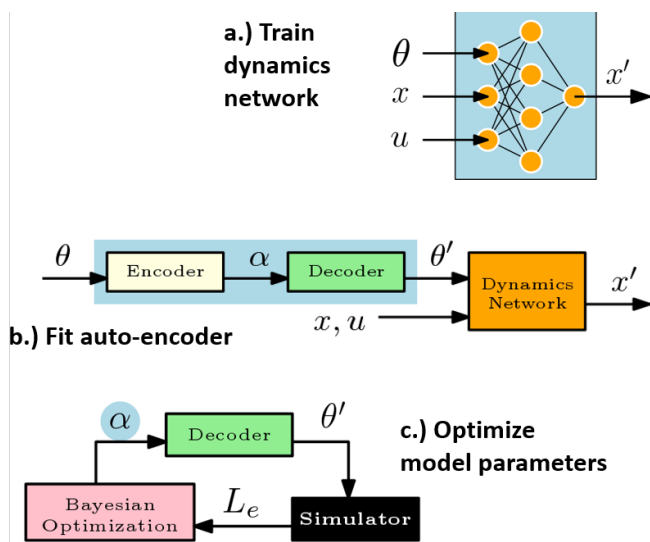 a.) Train
dynamics
network
θ
x
u
x′
θ
Encoder
α
Decoder
θ′
Dynamics
Network
x′
x, u
b.) Fit auto-encoder
α
Decoder
θ′
c.) Optimize
model parameters
Bayesian
Optimization
L_e
Simulator